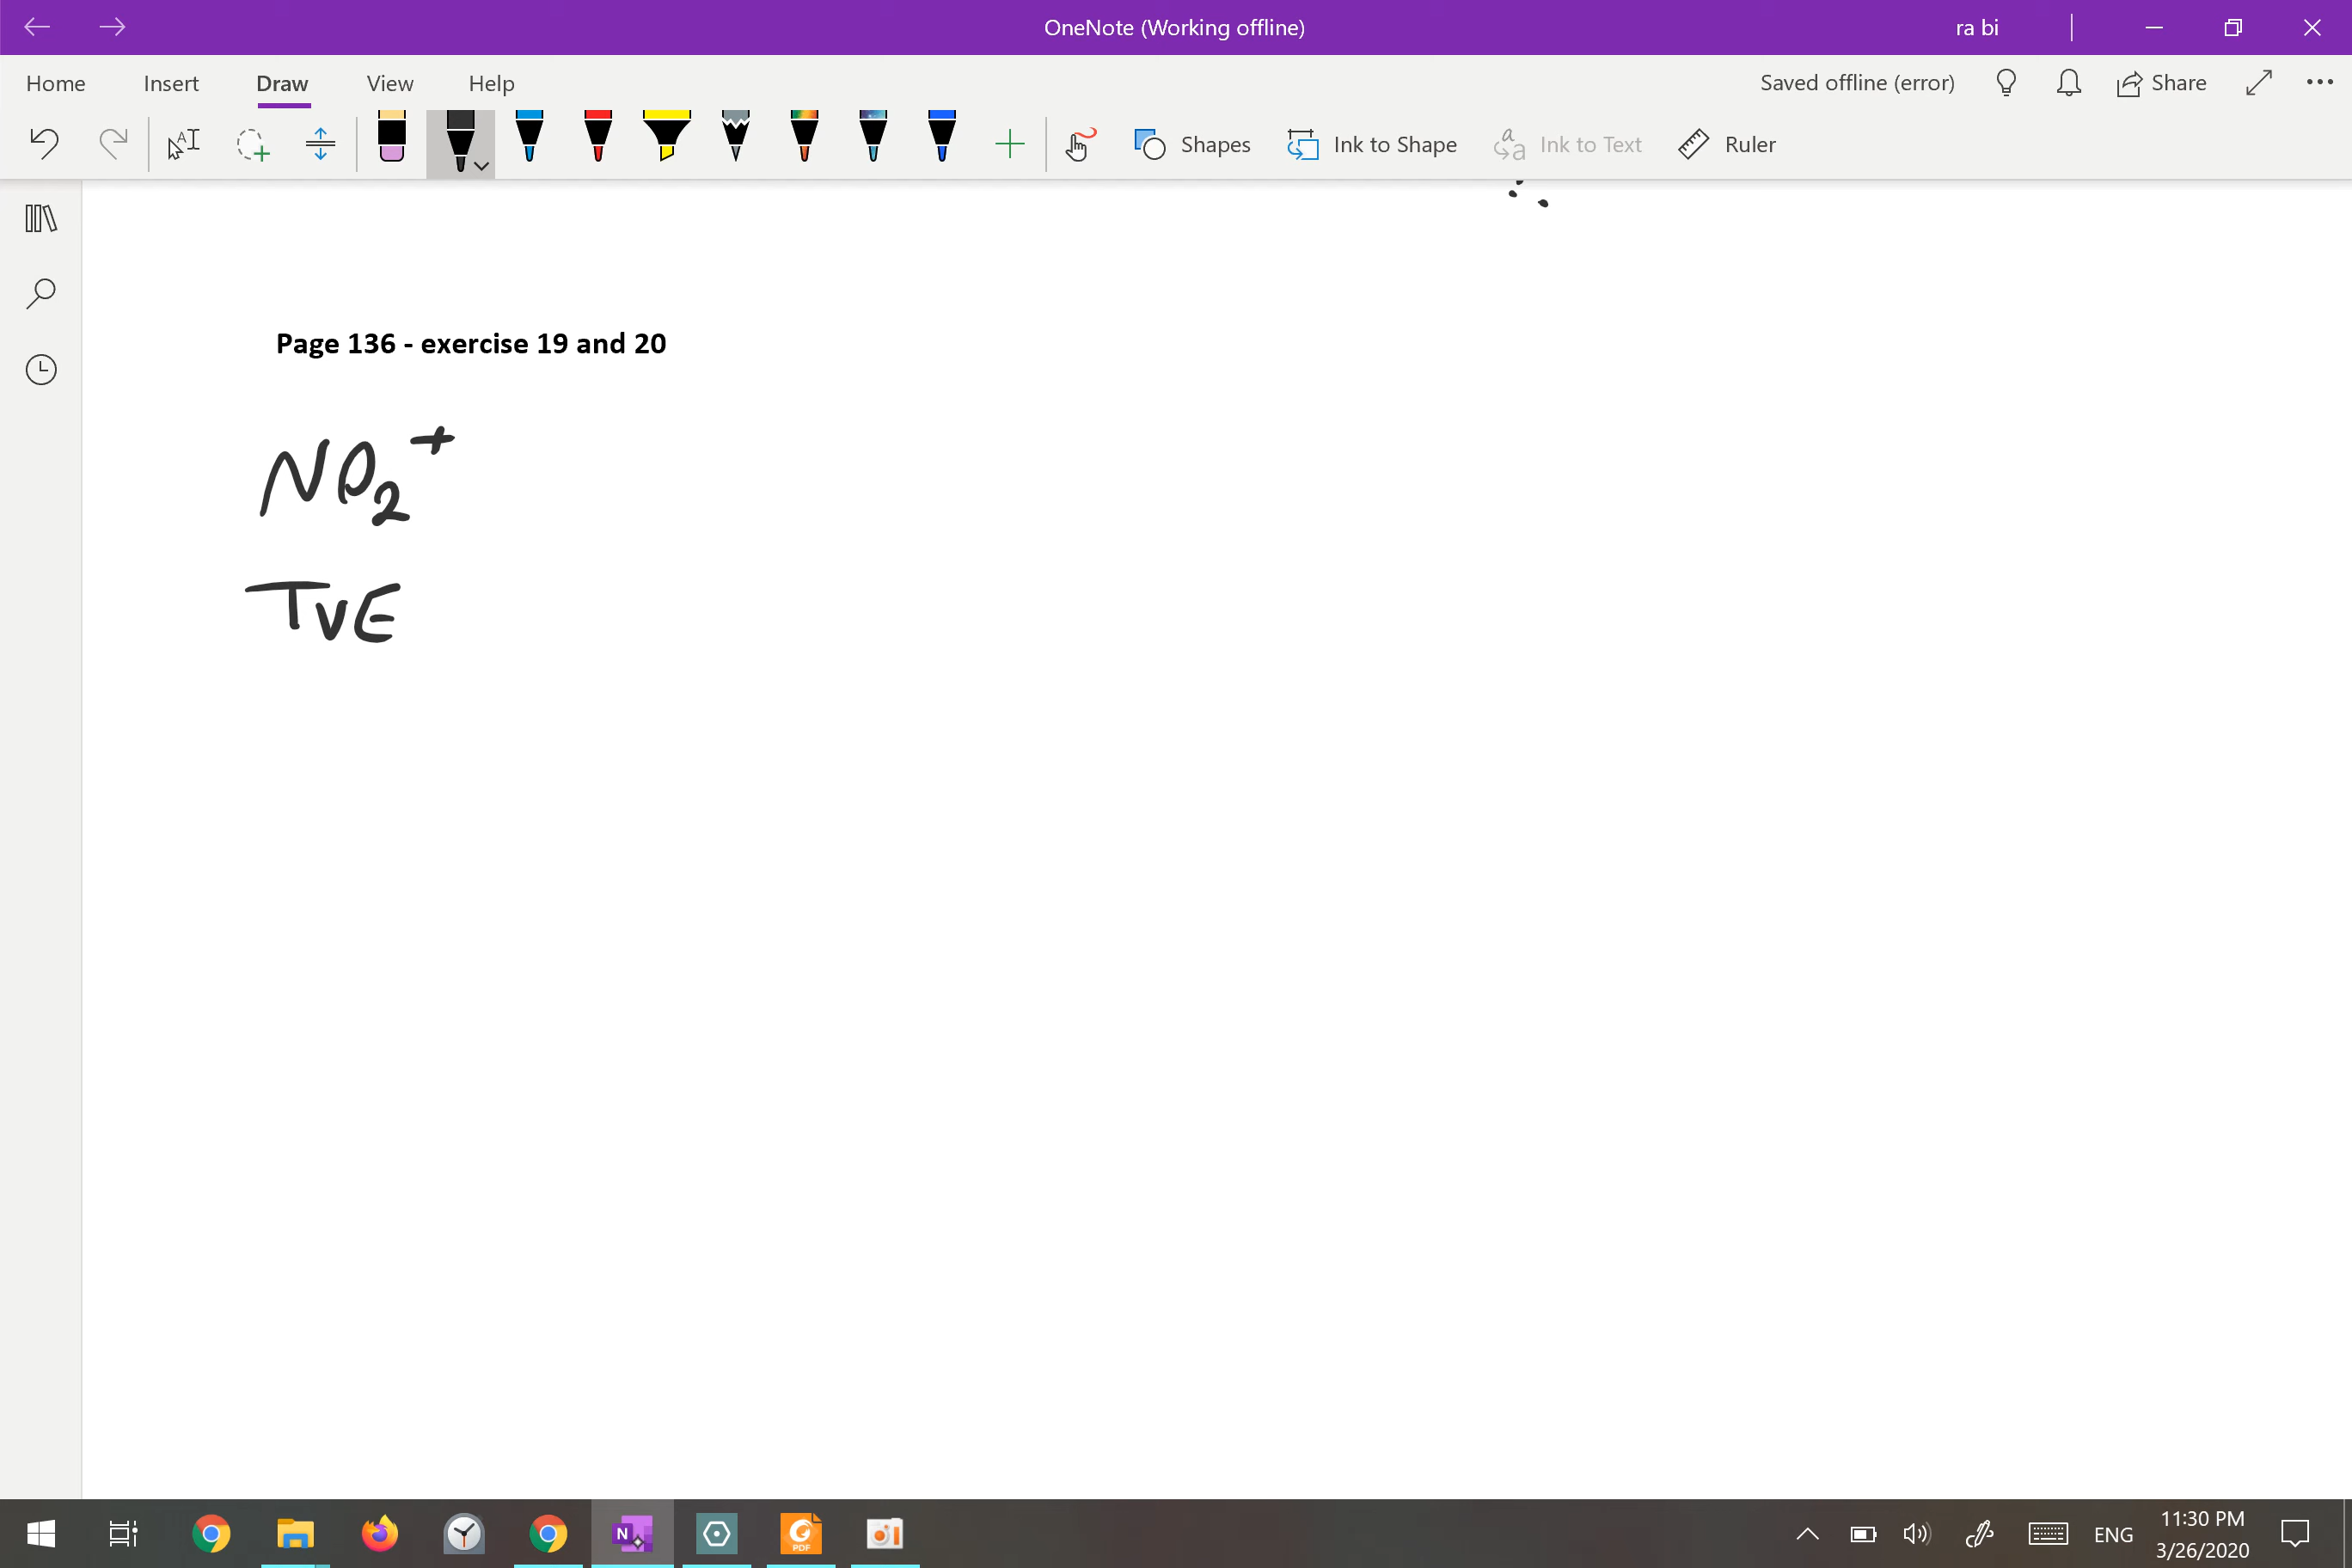 OneNote (Working offline)
ra bi
Home Insert Draw View Help
Saved offline (error) Share
Shapes Ink to Shape Ink to Text Ruler
Page 136 - exercise 19 and 20
NO₂⁺
TVE
ENG
11:30 PM
3/26/2020